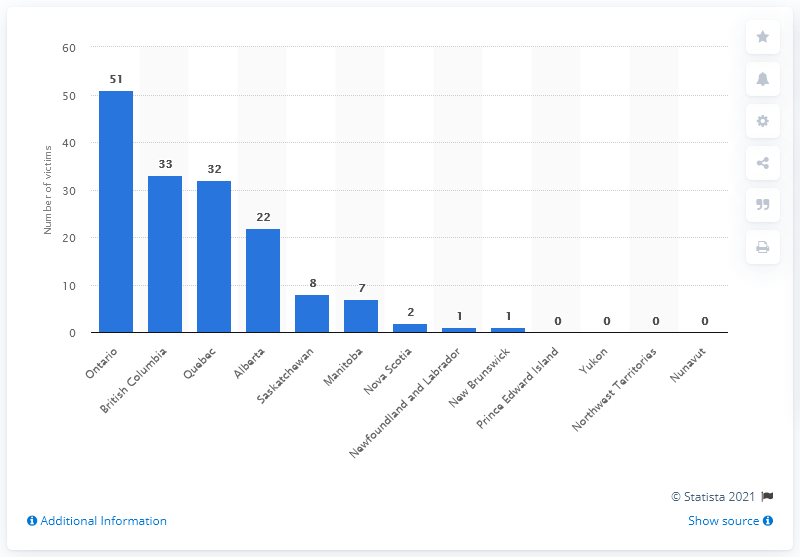 60
50
40
30
20
10
0
Number of victims
51
33
32
22
8
7
2
1
1
0
0
0
0
Ontario
British Columbia
Quebec
Alberta
Saskatchewan
Manitoba
Nova Scotia
Newfoundland and Labrador
New Brunswick
Prince Edward Island
Yukon
Northwest Territories
Nunavut
© Statista 2021
Additional Information
Show source